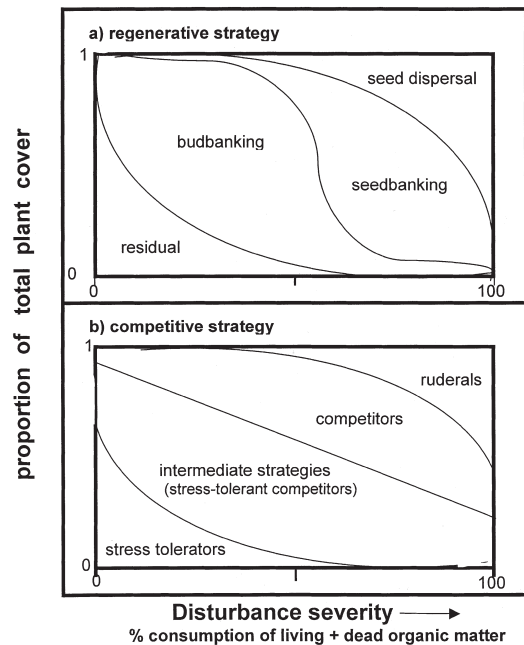 a) regenerative strategy
1
seed dispersal
budbanking
seedbanking
residual
0
0
100
b) competitive strategy
1
ruderals
competitors
intermediate strategies
(stress-tolerant competitors)
stress tolerators
0
0
100
proportion of total plant cover
Disturbance severity
% consumption of living + dead organic matter